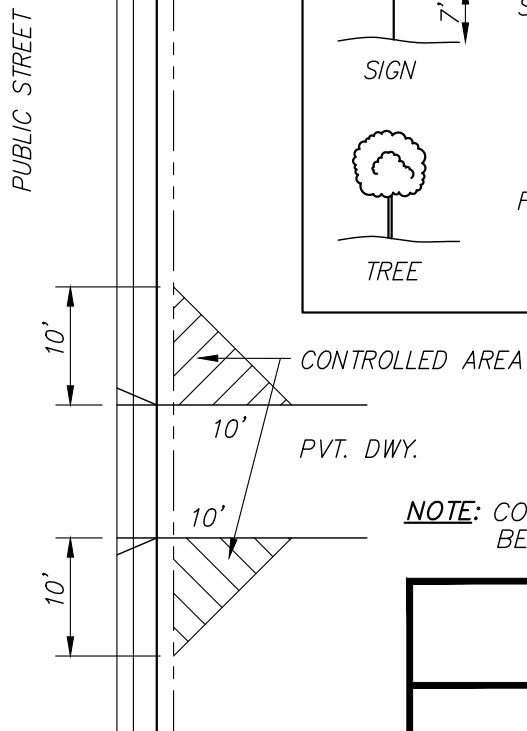 PUBLIC STREET
7'
S
SIGN
TREE
10'
CONTROLLED AREA
10'
PVT. DWY.
10'
NOTE: CO
BE
10'